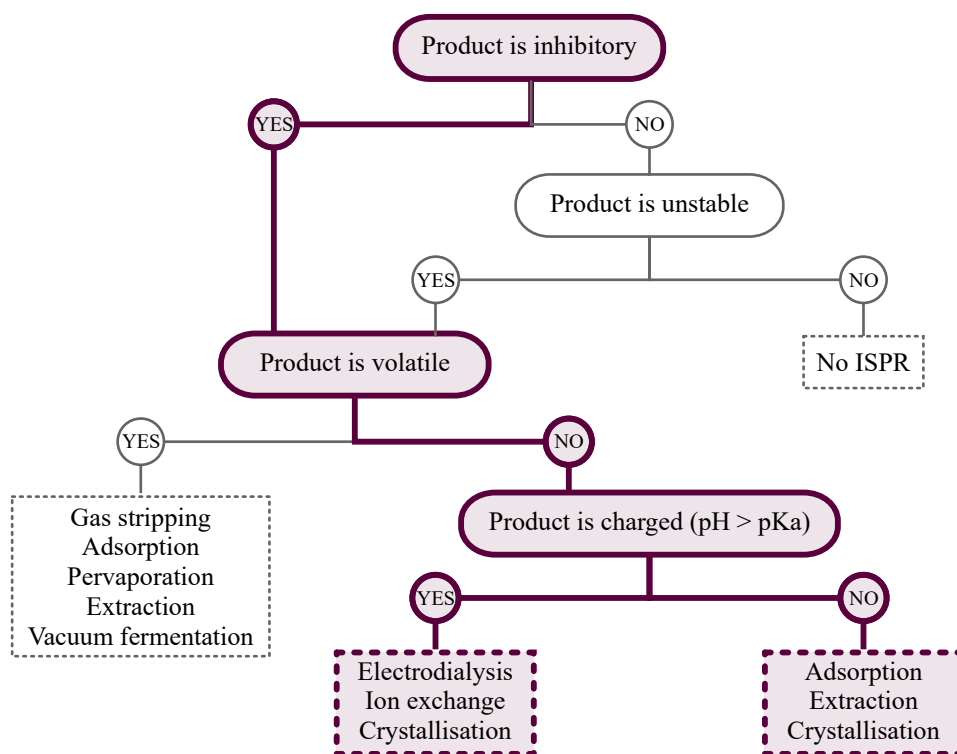 Product is inhibitory
YES
NO
Product is unstable
YES
NO
Product is volatile
No ISPR
YES
NO
Gas stripping
Adsorption
Pervaporation
Extraction
Vacuum fermentation
Product is charged (pH > pKa)
YES
NO
Electrodialysis
Ion exchange
Crystallisation
Adsorption
Extraction
Crystallisation